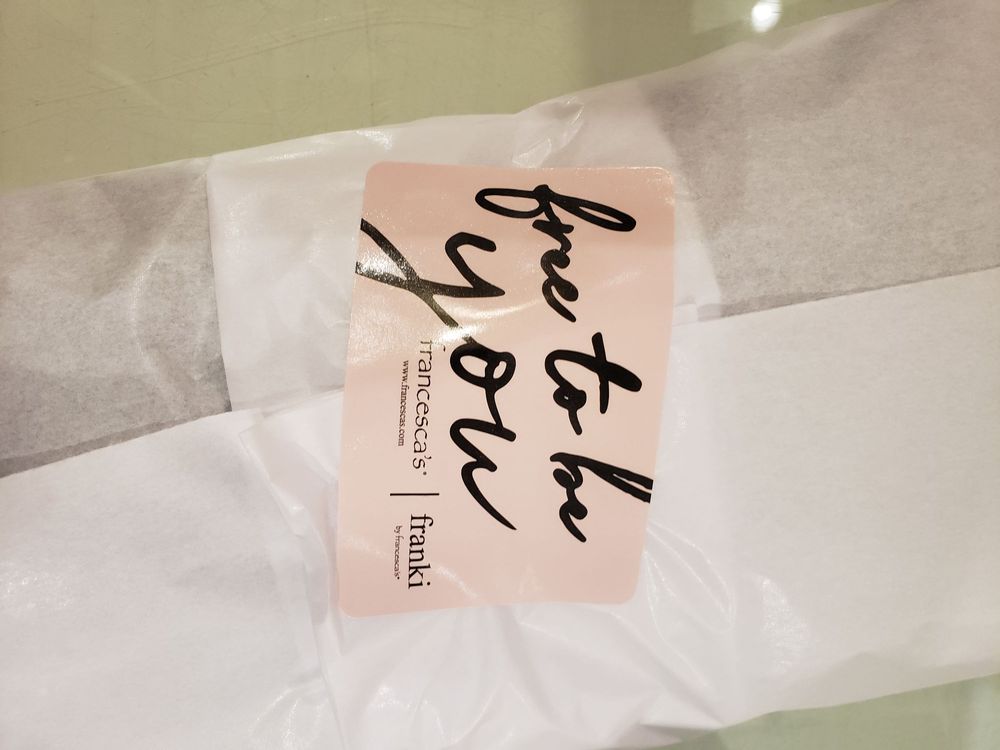 free to be
you
francesca's® | franki
www.francescas.com
by francesca's®